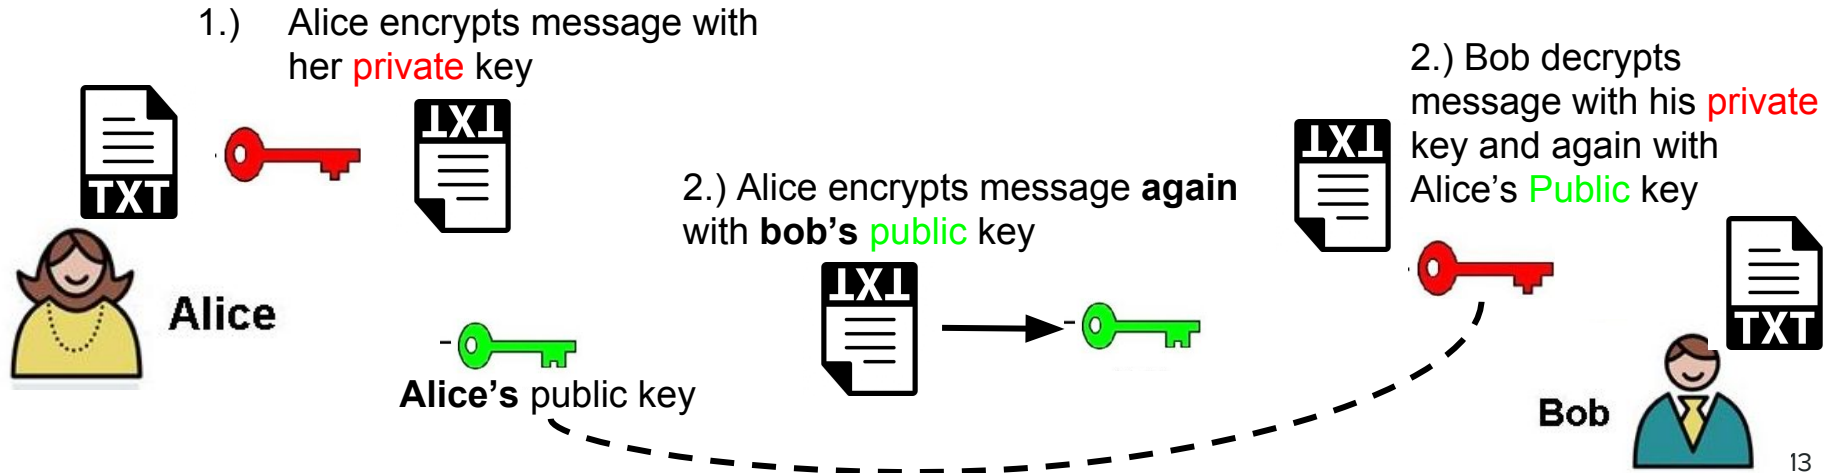 1.) Alice encrypts message with
her private key
TXT
TXT
Alice
Alice's public key
2.) Alice encrypts message again
with bob's public key
TXT
TXT
2.) Bob decrypts
message with his private
key and again with
Alice's Public key
TXT
Bob
13